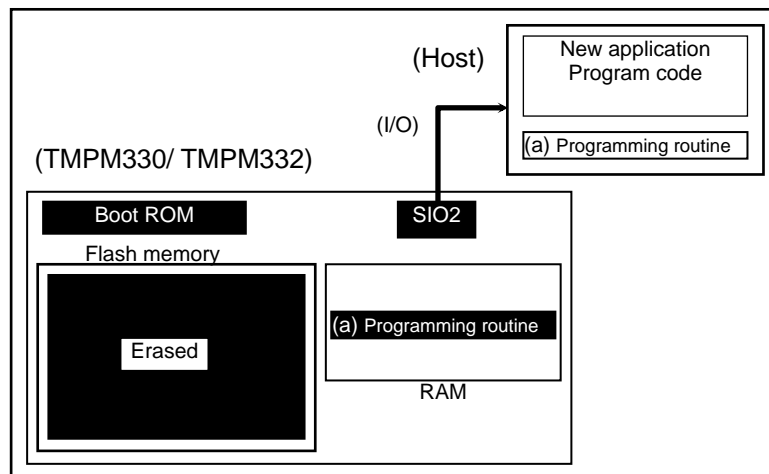 New application
Program code
(Host)
(I/O)
(a) Programming routine
(TMPM330/ TMPM332)
Boot ROM
SIO2
Flash memory
(a) Programming routine
Erased
RAM